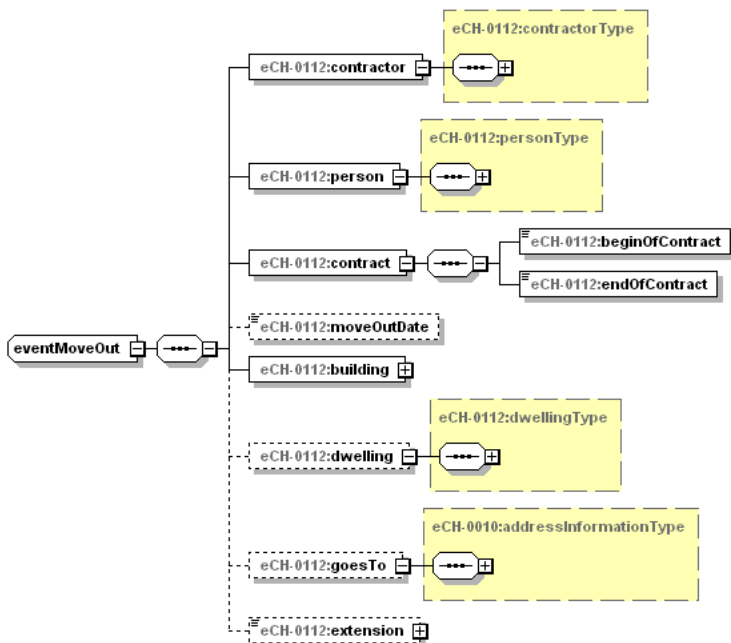 eCH-0112:contractorType
eCH-0112:contractor
eCH-0112:personType
eCH-0112:person
eCH-0112:beginOfContract
eCH-0112:contract
eCH-0112:endOfContract
eCH-0112:moveOutDate
eventMoveOut
eCH-0112:building
eCH-0112:dwellingType
eCH-0112:dwelling
eCH-0010:addressInformationType
eCH-0112:goesTo
eCH-0112:extension